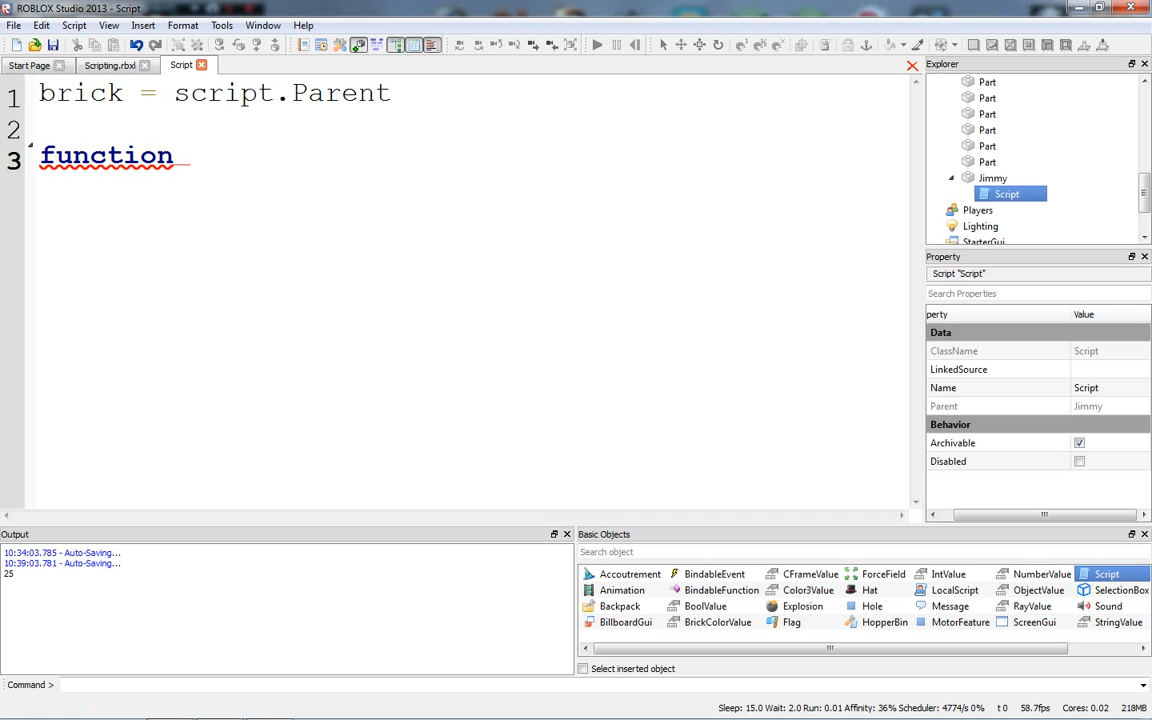 ROBLOX Studio 2013 - Script
File Edit Script View Insert Format Tools Window Help
Start Page Scripting.rbxl Script
1 brick = script.Parent
2
3 function
Explorer
Part
Part
Part
Part
Part
Part
Jimmy
Script
Players
Lighting
StarterGui
Property
Script "Script"
Search Properties
perty Value
Data
ClassName Script
LinkedSource
Name Script
Parent Jimmy
Behavior
Archivable
Disabled
Output
10:34:03.785 - Auto-Saving...
10:39:03.781 - Auto-Saving...
25
Basic Objects
Search object
Accoutrement BindableEvent CFrameValue ForceField IntValue NumberValue Script
Animation BindableFunction Color3Value Hat LocalScript ObjectValue SelectionBox
Backpack BoolValue Explosion Hole Message RayValue Sound
BillboardGui BrickColorValue Flag HopperBin MotorFeature ScreenGui StringValue
Select inserted object
Command >
Sleep: 15.0 Wait: 2.0 Run: 0.01 Affinity: 36% Scheduler: 4774/s 0% t 0 58.7fps Cores: 0.02 218MB